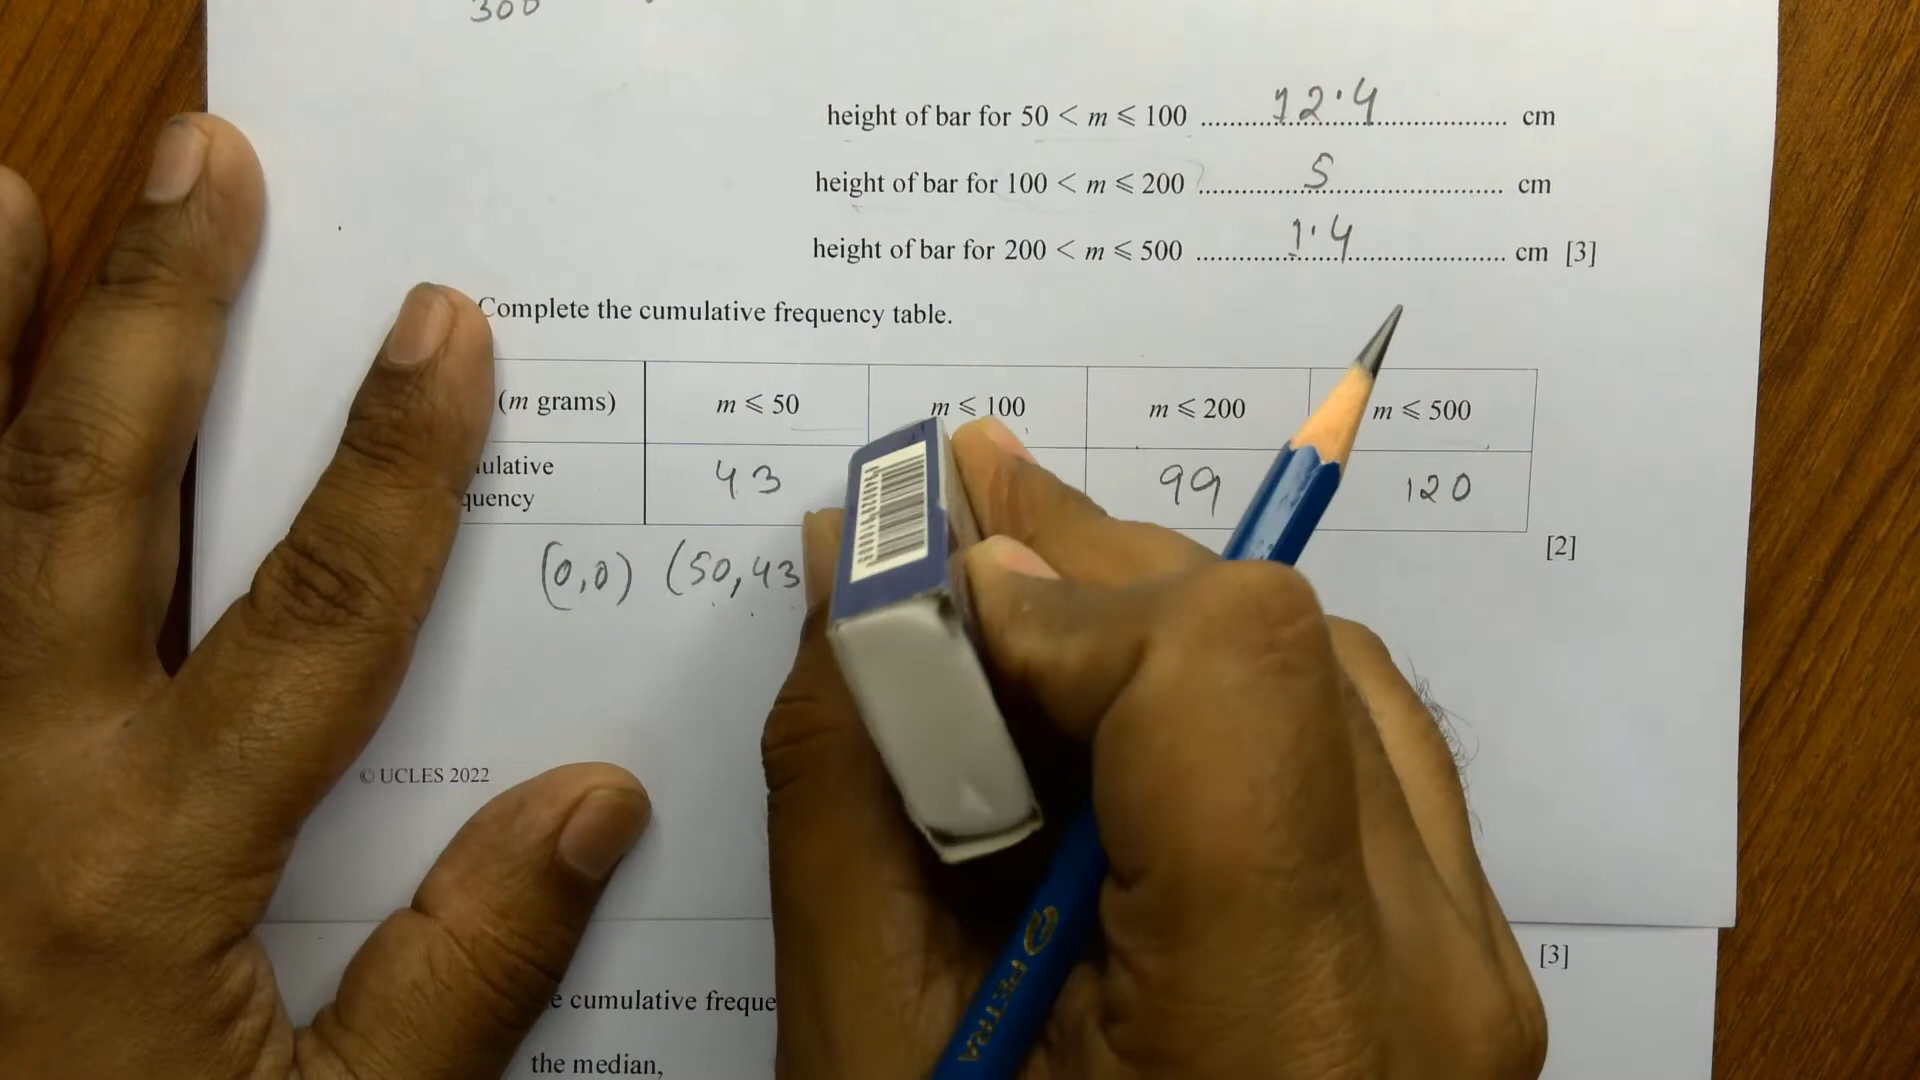 300
height of bar for 50 < m ⩽ 100 ........ 12.4 ........ cm
height of bar for 100 < m ⩽ 200 ........ 5 ........ cm
height of bar for 200 < m ⩽ 500 ........ 1.4 ........ cm [3]
Complete the cumulative frequency table.
(m grams) m ⩽ 50 m ⩽ 100 m ⩽ 200 m ⩽ 500
ulative
quency 43 99 120
[2]
(0,0) (50,43
© UCLES 2022
[3]
e cumulative freque
the median,
PETRA